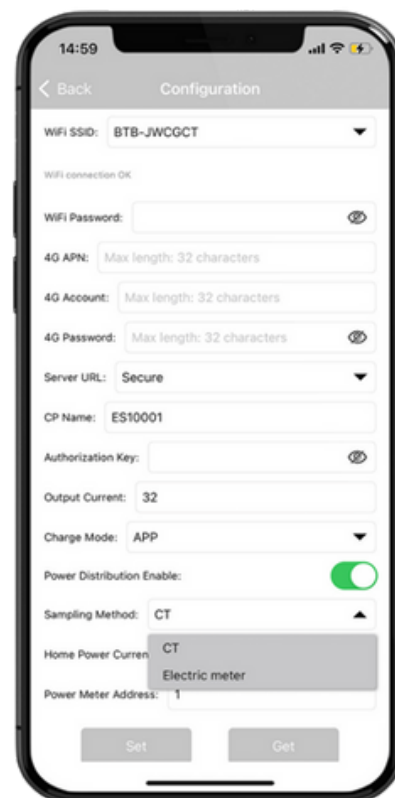 14:59
Back Configuration
WiFi SSID: BTB-JWCGCT
WiFi connection OK
WiFi Password:
4G APN: Max length: 32 characters
4G Account: Max length: 32 characters
4G Password: Max length: 32 characters
Server URL: Secure
CP Name: ES10001
Authorization Key:
Output Current: 32
Charge Mode: APP
Power Distribution Enable:
Sampling Method: CT
CT
Home Power Curren
Electric meter
Power Meter Address: 1
Set Get